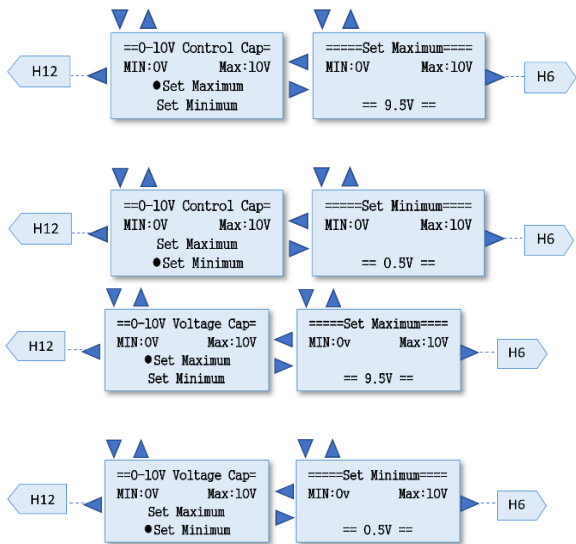 ==0-10V Control Cap=
MIN:0V Max:10V
●Set Maximum
Set Minimum
=====Set Maximum====
MIN:0V Max:10V
== 9.5V ==
H12
H6
==0-10V Control Cap=
MIN:0V Max:10V
Set Maximum
●Set Minimum
=====Set Minimum====
MIN:0V Max:10V
== 0.5V ==
H12
H6
==0-10V Voltage Cap=
MIN:0V Max:10V
●Set Maximum
Set Minimum
=====Set Maximum====
MIN:0v Max:10V
== 9.5V ==
H12
H6
==0-10V Voltage Cap=
MIN:0V Max:10V
Set Maximum
●Set Minimum
=====Set Minimum====
MIN:0v Max:10V
== 0.5V ==
H12
H6